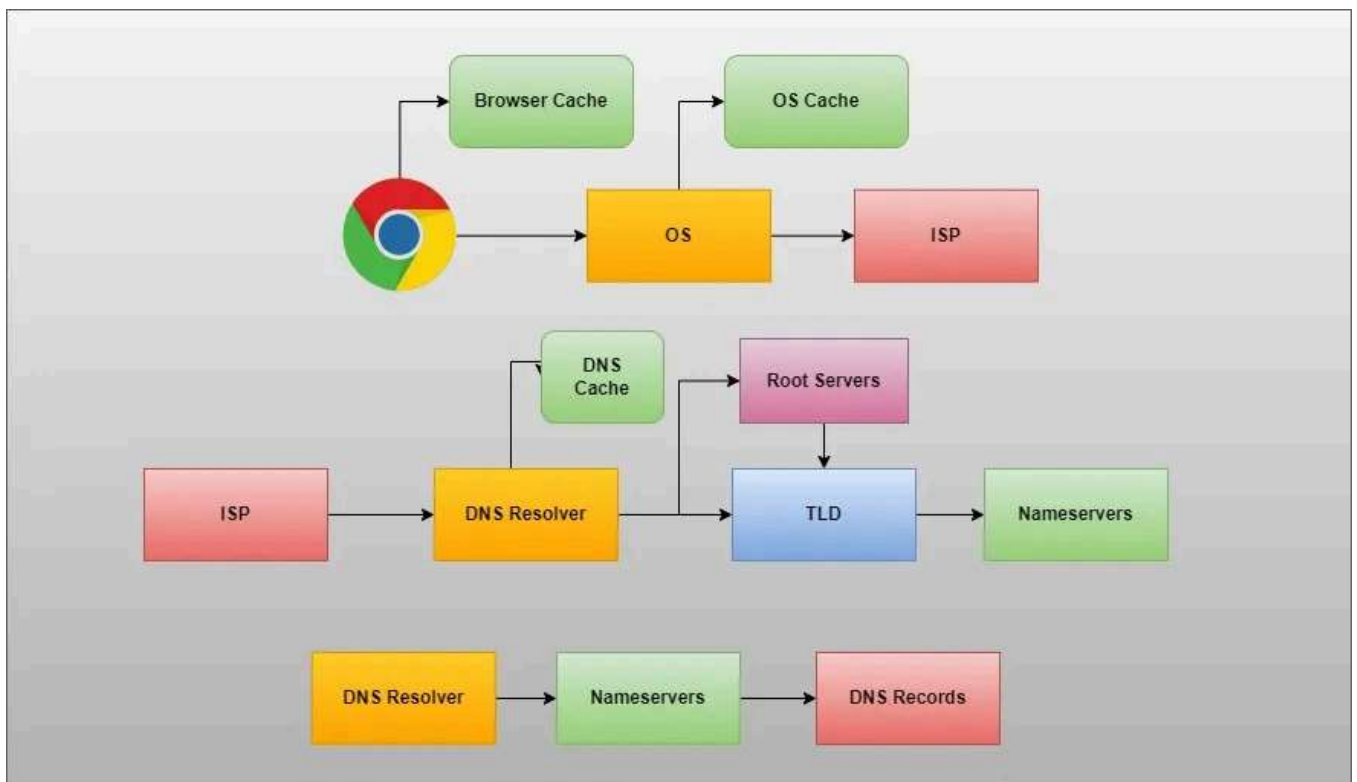 Browser Cache
OS Cache
OS
ISP
DNS
Cache
Root Servers
ISP
DNS Resolver
TLD
Nameservers
DNS Resolver
Nameservers
DNS Records